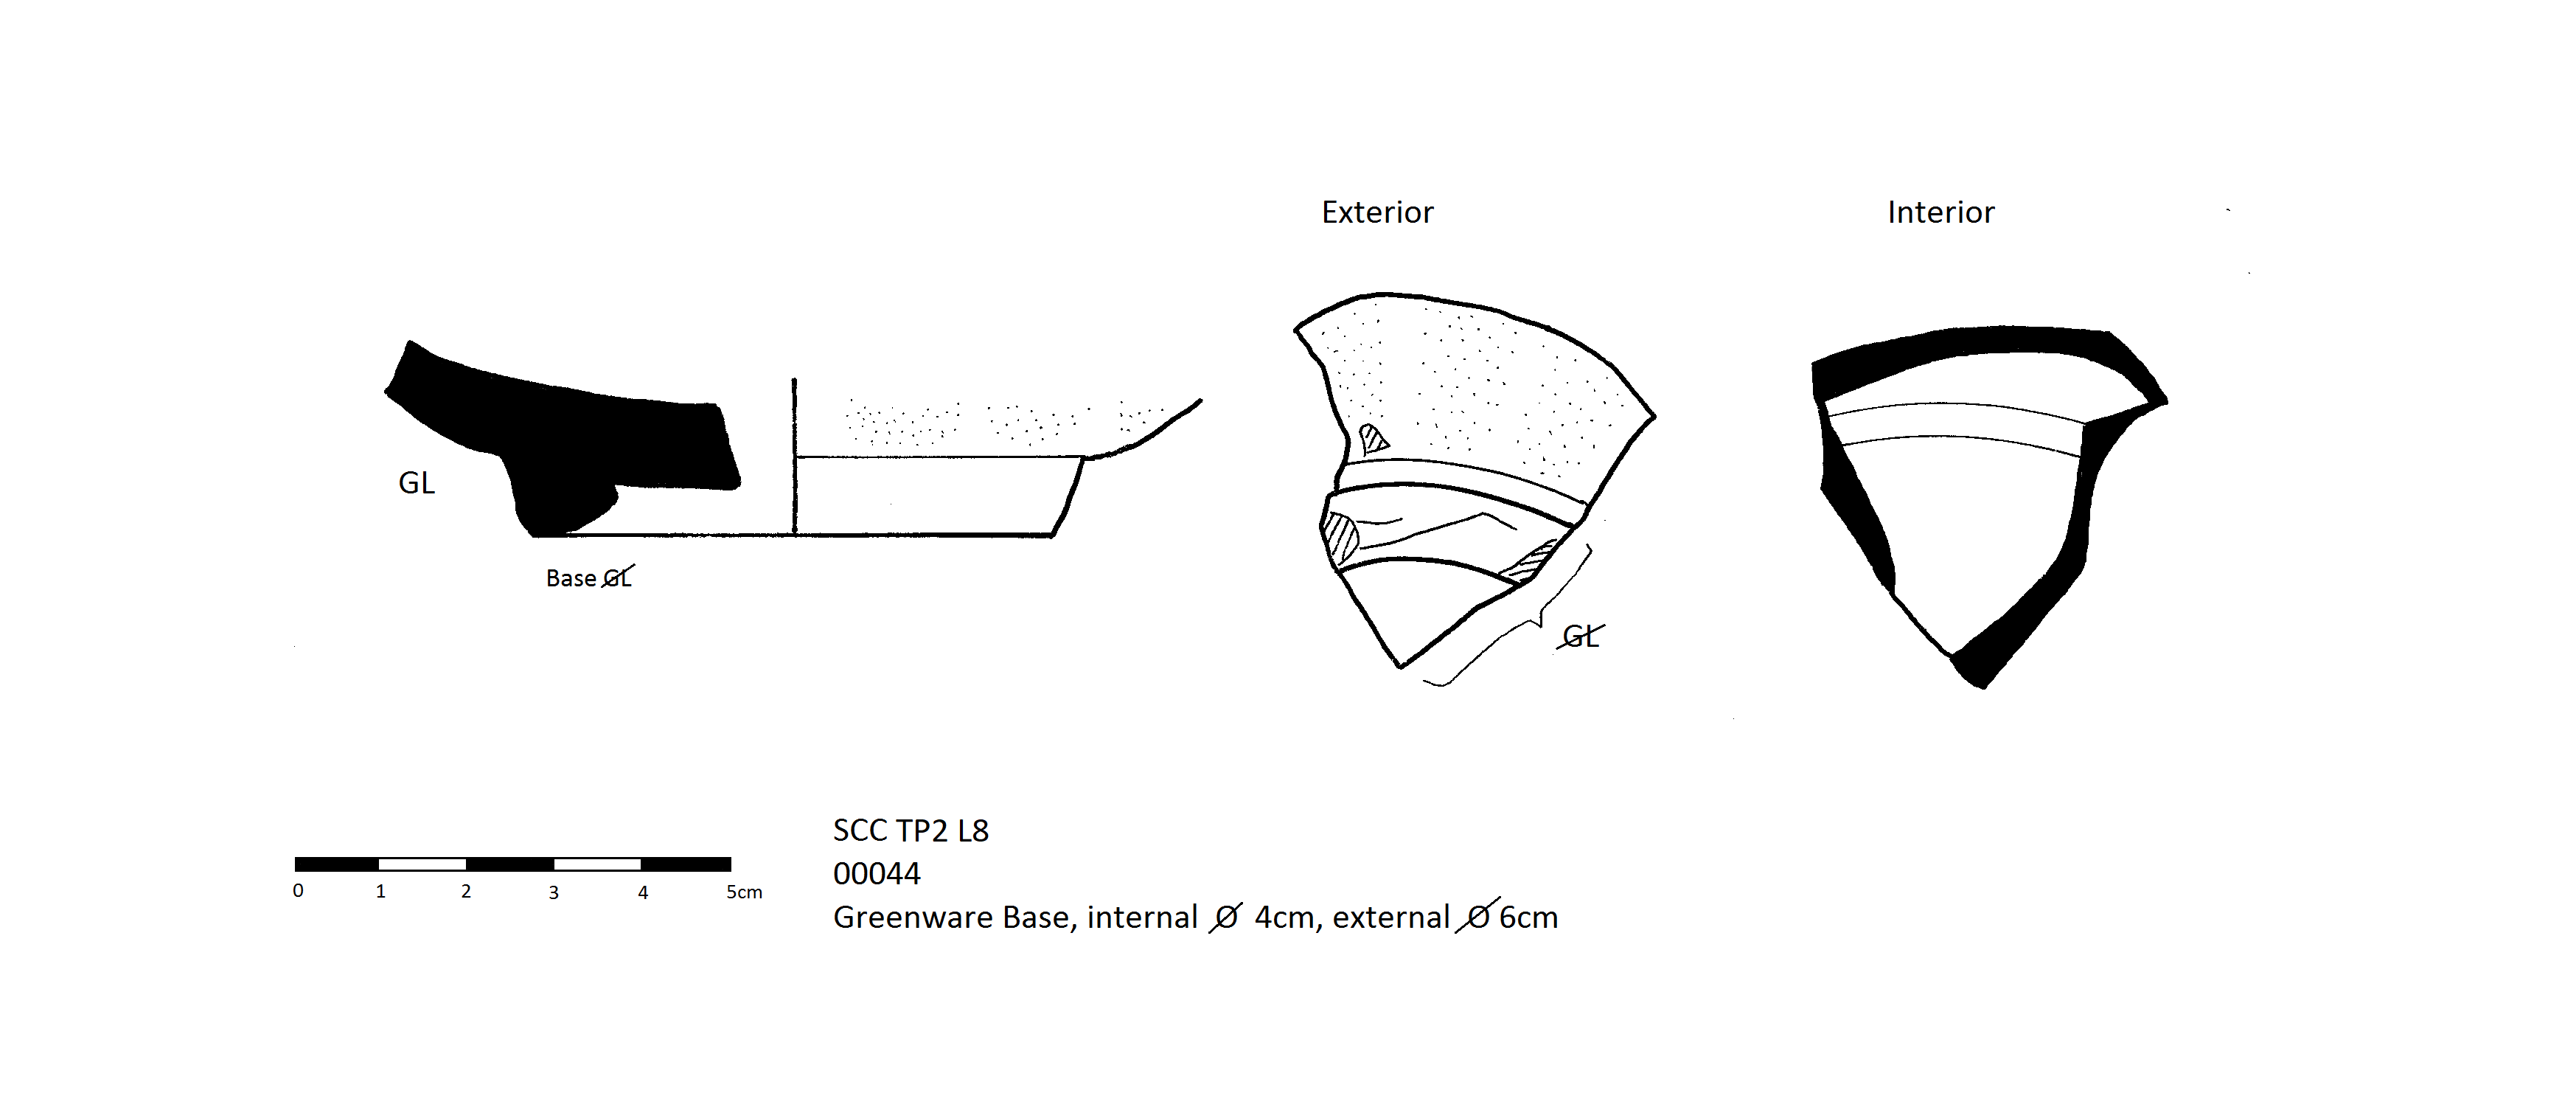 Exterior
Interior
GL
Base GL
GL
0 1 2 3 4 5cm
SCC TP2 L8
00044
Greenware Base, internal Ø 4cm, external Ø 6cm